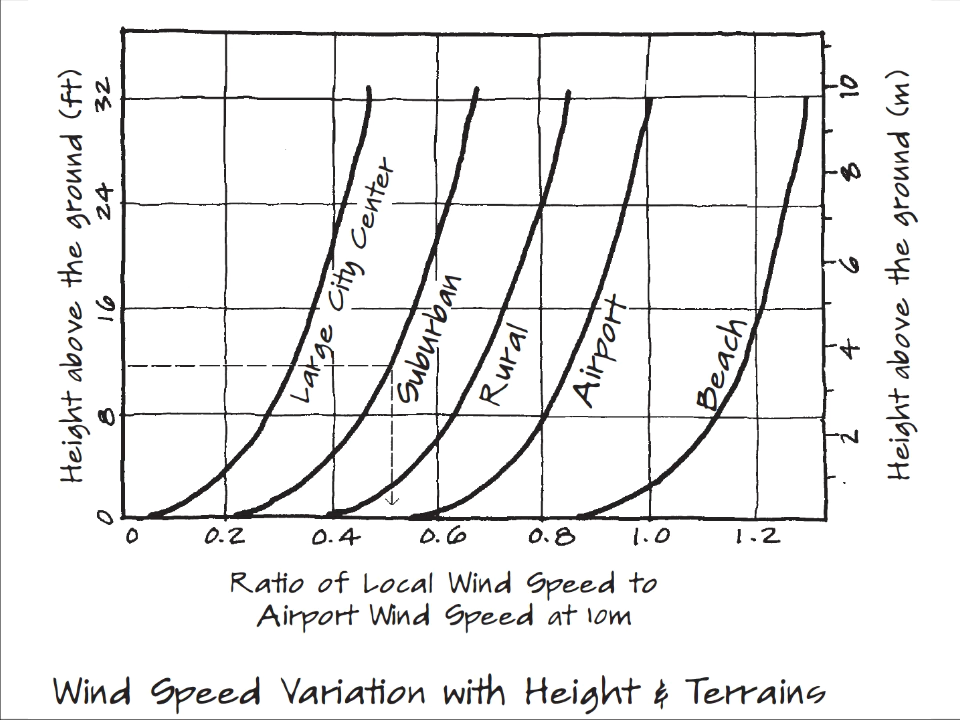 Height above the ground (ft)
32
24
16
8
0
Large City Center
Suburban
Rural
Airport
Beach
10
8
6
4
2
Height above the ground (m)
0 0.2 0.4 0.6 0.8 1.0 1.2
Ratio of Local Wind Speed to
Airport Wind Speed at 10m
Wind Speed Variation with Height & Terrains